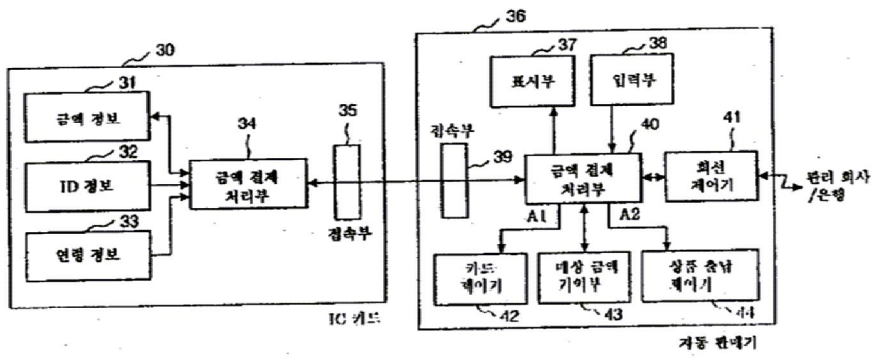 30
31
금액 정보
32
ID 정보
33
연령 정보
34
금액 결제
처리부
35
접속부
IC 카드
36
37
표시부
38
입력부
접속부
39
40
금액 결제
처리부
41
회선
제어기
관리 회사
/은행
A1
A2
카드
제어기
42
대상 금액
기억부
43
상품 출납
제어기
44
자동 판매기